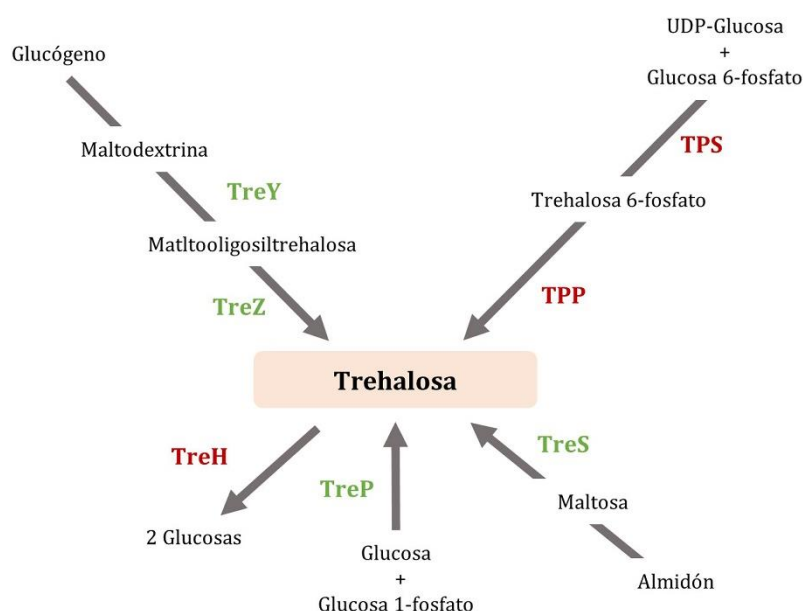 UDP-Glucosa
+
Glucosa 6-fosfato
Glucógeno
TPS
Maltodextrina
TreY
Trehalosa 6-fosfato
Matltooligosiltrehalosa
TPP
TreZ
Trehalosa
TreH
TreS
TreP
Maltosa
2 Glucosas
Glucosa
+
Glucosa 1-fosfato
Almidón